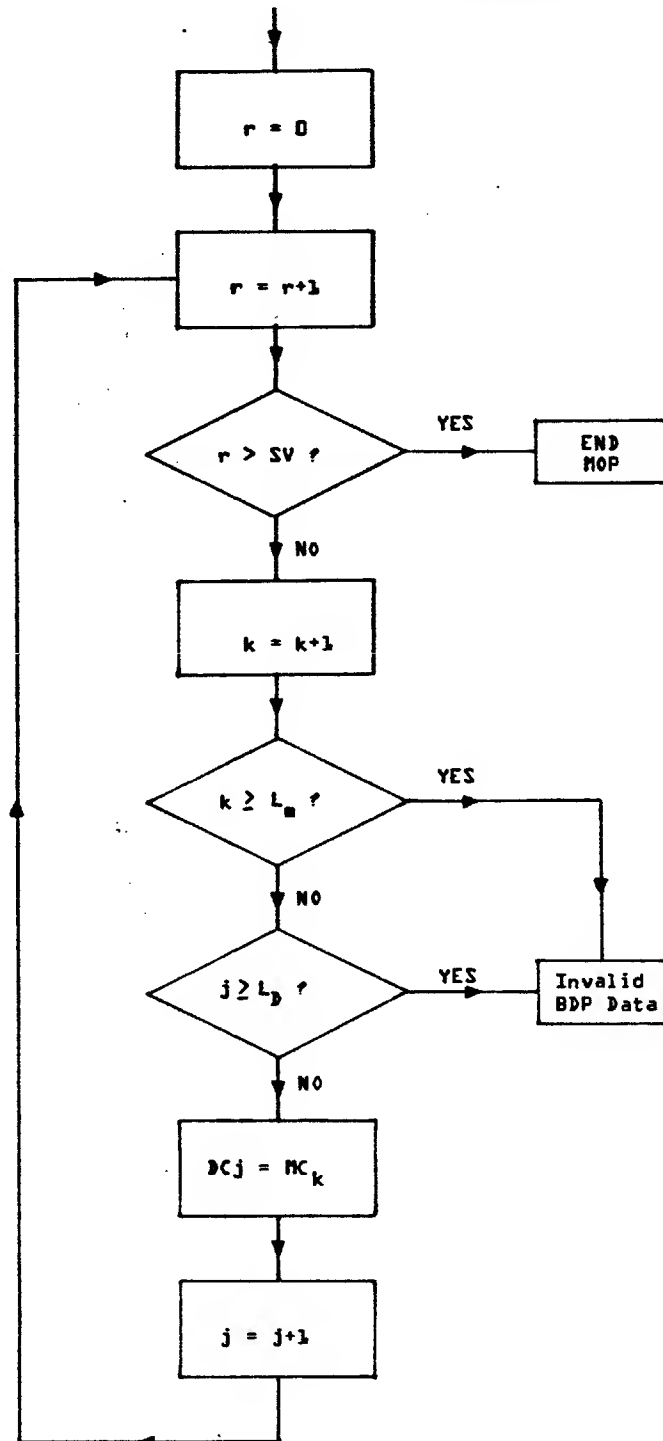 r = 0
r = r+1
r > SV ?
YES
END
MOP
NO
k = k+1
k ≥ L_m ?
YES
NO
j ≥ L_D ?
YES
Invalid
BDP Data
NO
DCj = MC_k
j = j+1